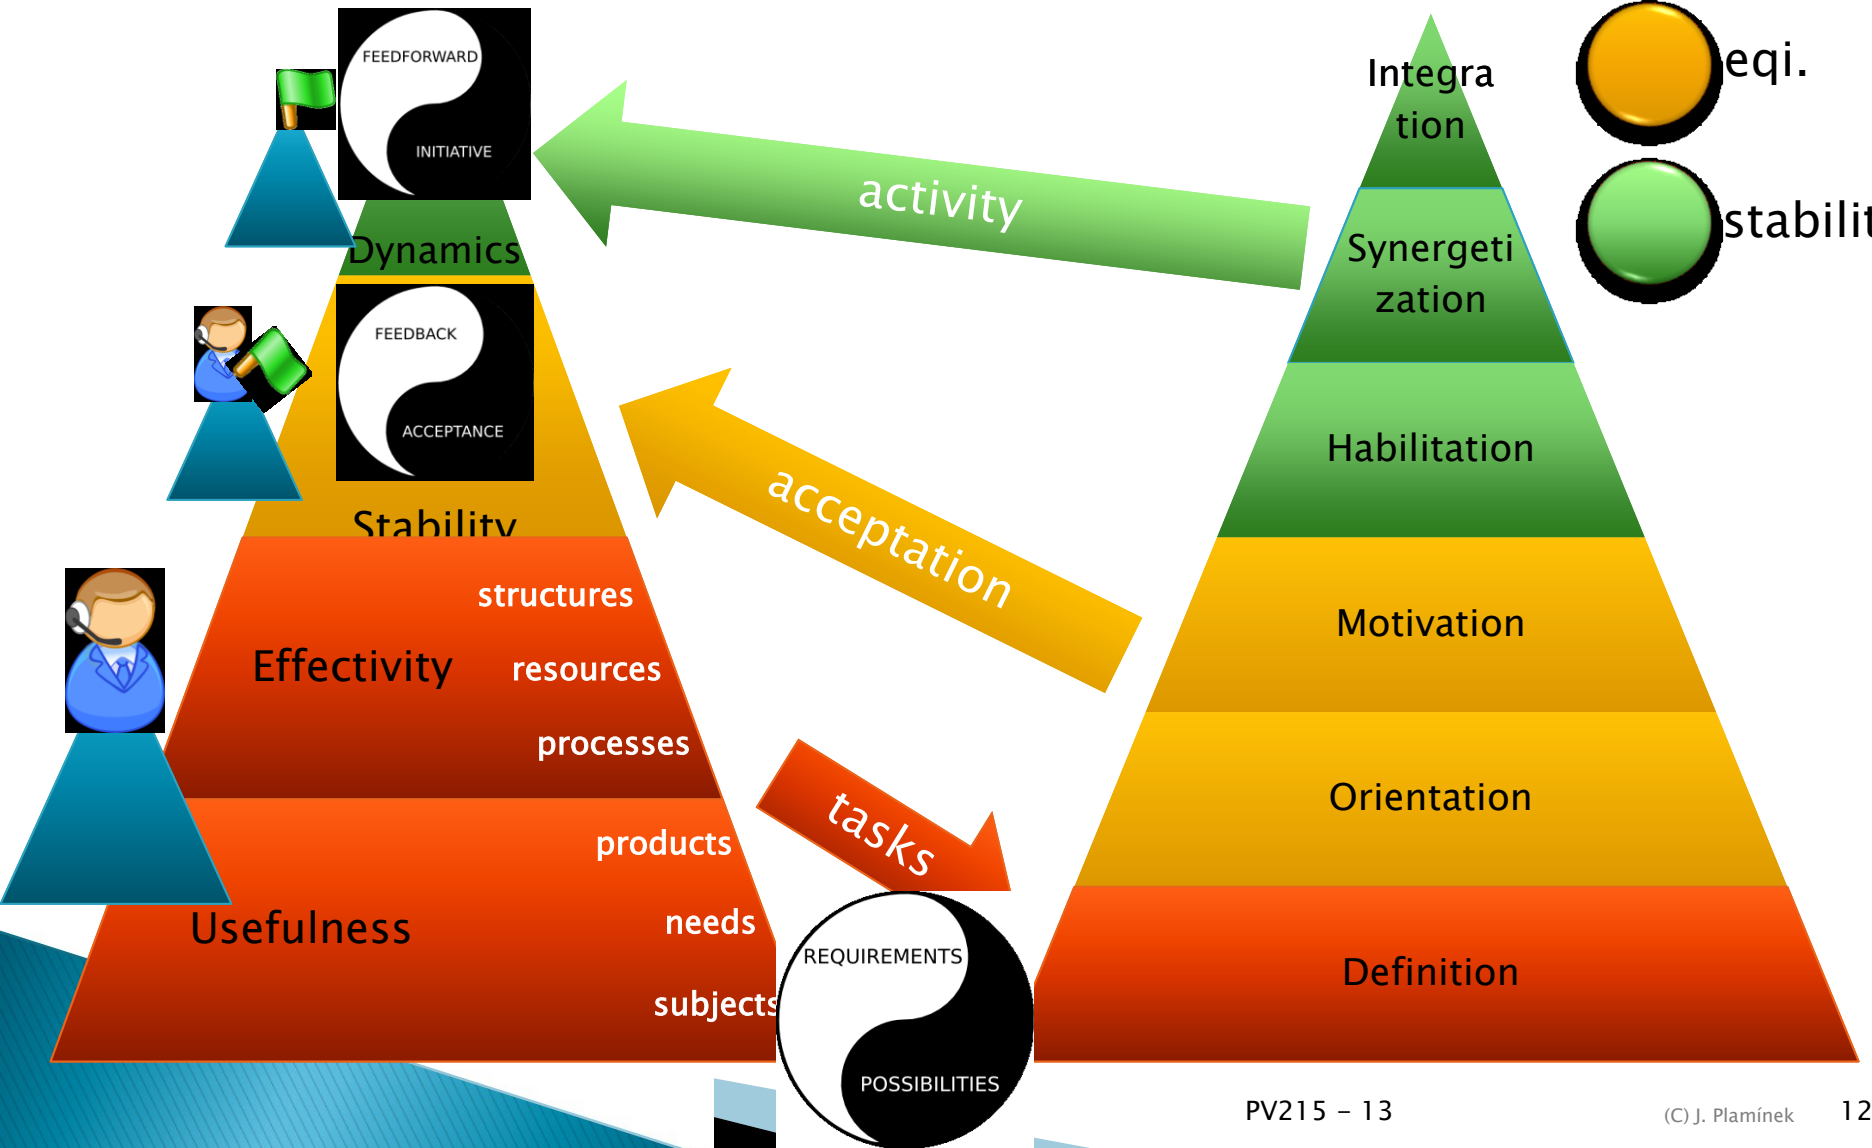 FEEDFORWARD
INITIATIVE
Dynamics
FEEDBACK
ACCEPTANCE
Stability
structures
Effectivity
resources
processes
products
needs
Usefulness
subjects
activity
acceptation
tasks
REQUIREMENTS
POSSIBILITIES
Integra
tion
Synergeti
zation
Habilitation
Motivation
Orientation
Definition
eqi.
stabilit
PV215 – 13
(C) J. Plamínek
12